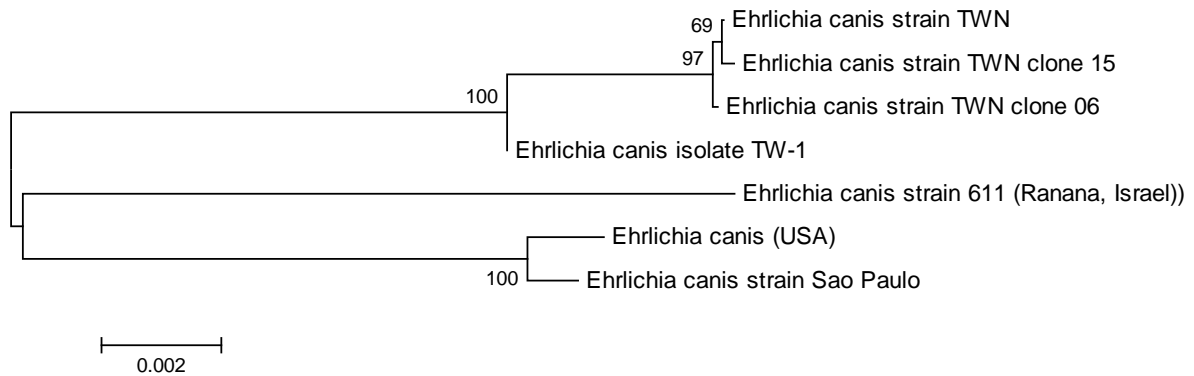 Ehrlichia canis strain TWN
69
Ehrlichia canis strain TWN clone 15
97
Ehrlichia canis strain TWN clone 06
100
Ehrlichia canis isolate TW-1
Ehrlichia canis strain 611 (Ranana, Israel))
Ehrlichia canis (USA)
100
Ehrlichia canis strain Sao Paulo
0.002